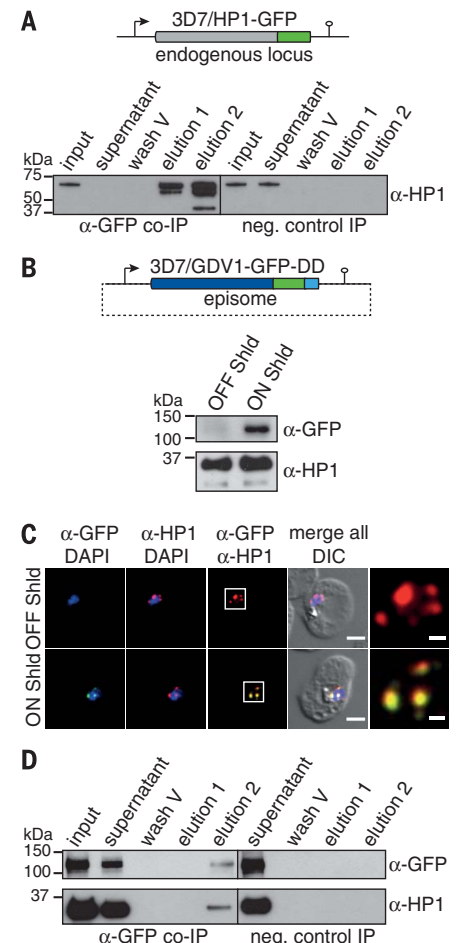 A
3D7/HP1-GFP
endogenous locus
input supernatant wash V elution 1 elution 2 input supernatant wash V elution 1 elution 2
kDa
75
50
37
α-HP1
α-GFP co-IP neg. control IP
B
3D7/GDV1-GFP-DD
episome
OFF Shld ON Shld
kDa
150
100
α-GFP
37
α-HP1
C
α-GFP α-HP1 α-GFP merge all
DAPI DAPI α-HP1 DIC
OFF Shld
ON Shld
D
input supernatant wash V elution 1 elution 2 supernatant wash V elution 1 elution 2
kDa
150
100
α-GFP
37
α-HP1
α-GFP co-IP neg. control IP